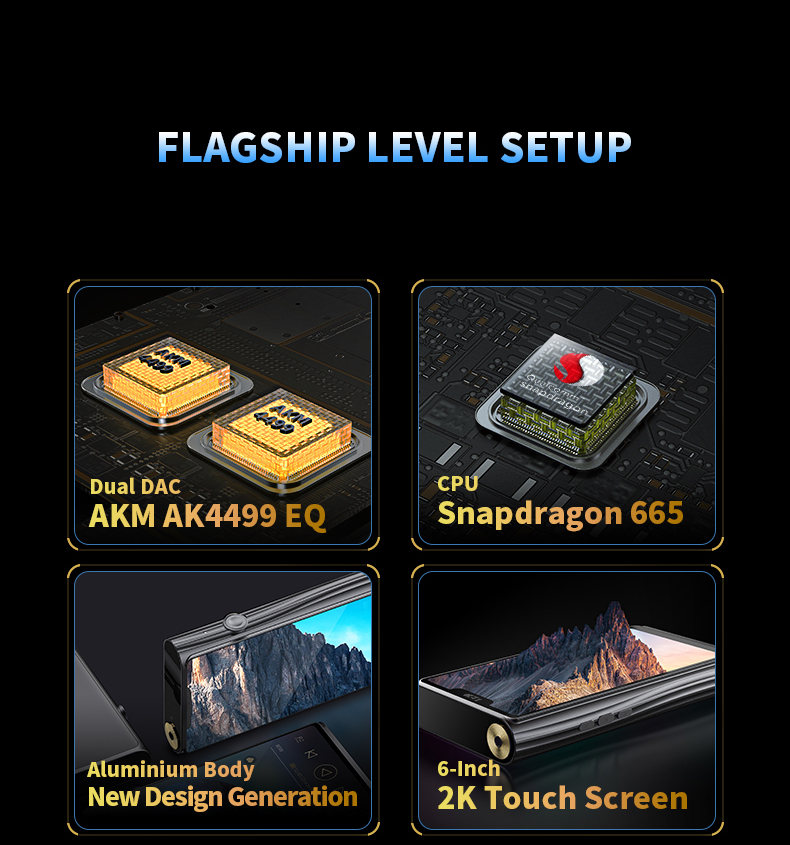 FLAGSHIP LEVEL SETUP
AKM
4499
AKM
4499
Dual DAC
AKM AK4499 EQ
Qualcomm
snapdragon
CPU
Snapdragon 665
Aluminium Body
New Design Generation
6-Inch
2K Touch Screen